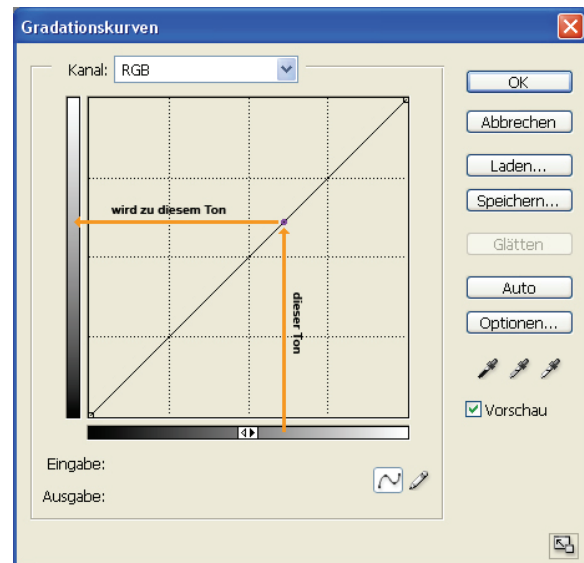 Gradationskurven
Kanal: RGB
OK
Abbrechen
Laden...
Speichern...
Glätten
Auto
Optionen...
Vorschau
wird zu diesem Ton
dieser Ton
Eingabe:
Ausgabe: